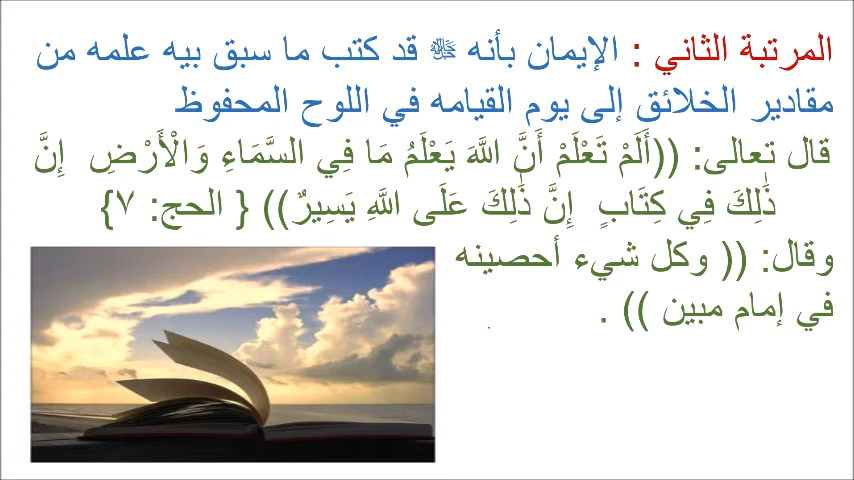 المرتبة الثاني : الإيمان بأنه ﷻ قد كتب ما سبق بيه علمه من
مقادير الخلائق إلى يوم القيامه في اللوح المحفوظ
قال تعالى: ((أَلَمْ تَعْلَمْ أَنَّ اللَّهَ يَعْلَمُ مَا فِي السَّمَاءِ وَالْأَرْضِ إِنَّ
ذَٰلِكَ فِي كِتَابٍ إِنَّ ذَٰلِكَ عَلَى اللَّهِ يَسِيرٌ)) { الحج: ٧}
وقال: (( وكل شيء أحصينه
في إمام مبين )) .